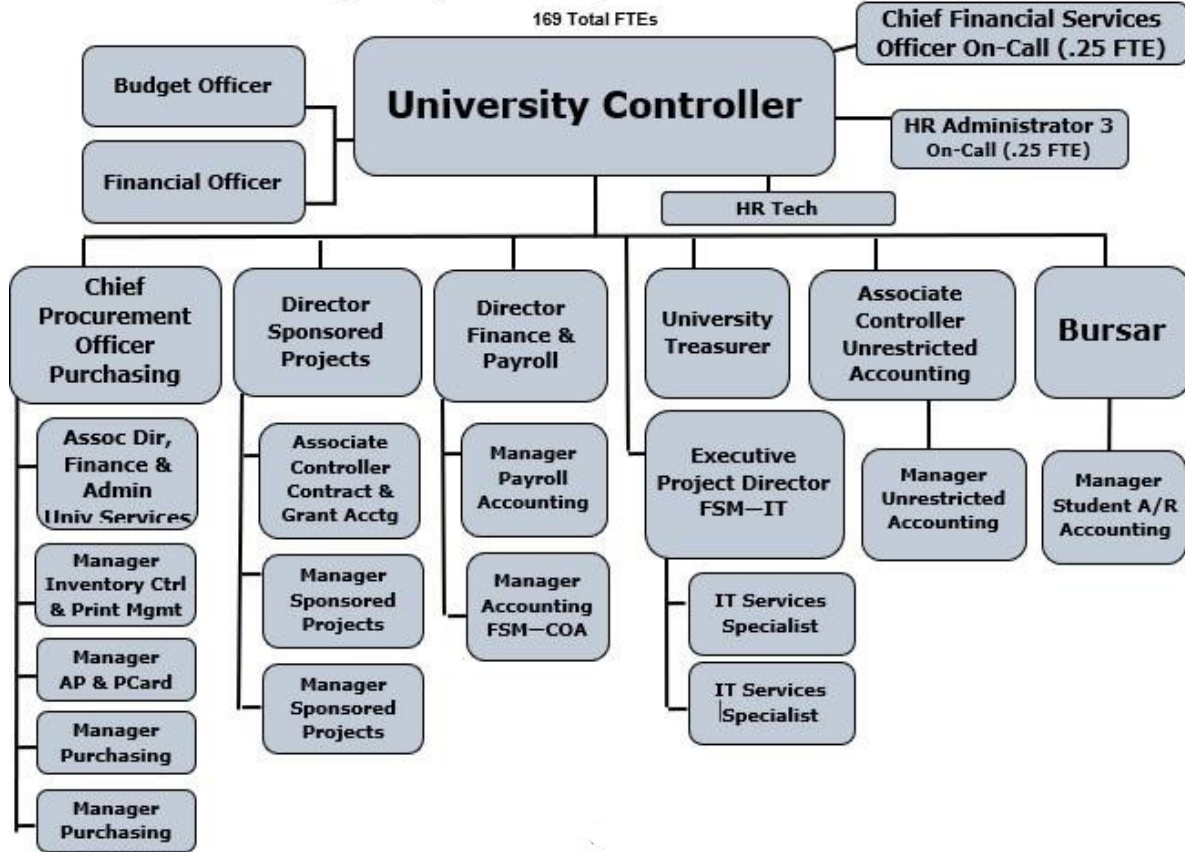 169 Total FTEs
Chief Financial Services
Officer On-Call (.25 FTE)
Budget Officer
University Controller
HR Administrator 3
On-Call (.25 FTE)
Financial Officer
HR Tech
Chief
Procurement
Officer
Purchasing
Director
Sponsored
Projects
Director
Finance &
Payroll
University
Treasurer
Associate
Controller
Unrestricted
Accounting
Bursar
Assoc Dir,
Finance &
Admin
Univ Services
Manager
Inventory Ctrl
& Print Mgmt
Manager
AP & PCard
Manager
Purchasing
Manager
Purchasing
Associate
Controller
Contract &
Grant Acctg
Manager
Sponsored
Projects
Manager
Sponsored
Projects
Manager
Payroll
Accounting
Manager
Accounting
FSM—COA
Executive
Project Director
FSM—IT
IT Services
Specialist
IT Services
Specialist
Manager
Unrestricted
Accounting
Manager
Student A/R
Accounting